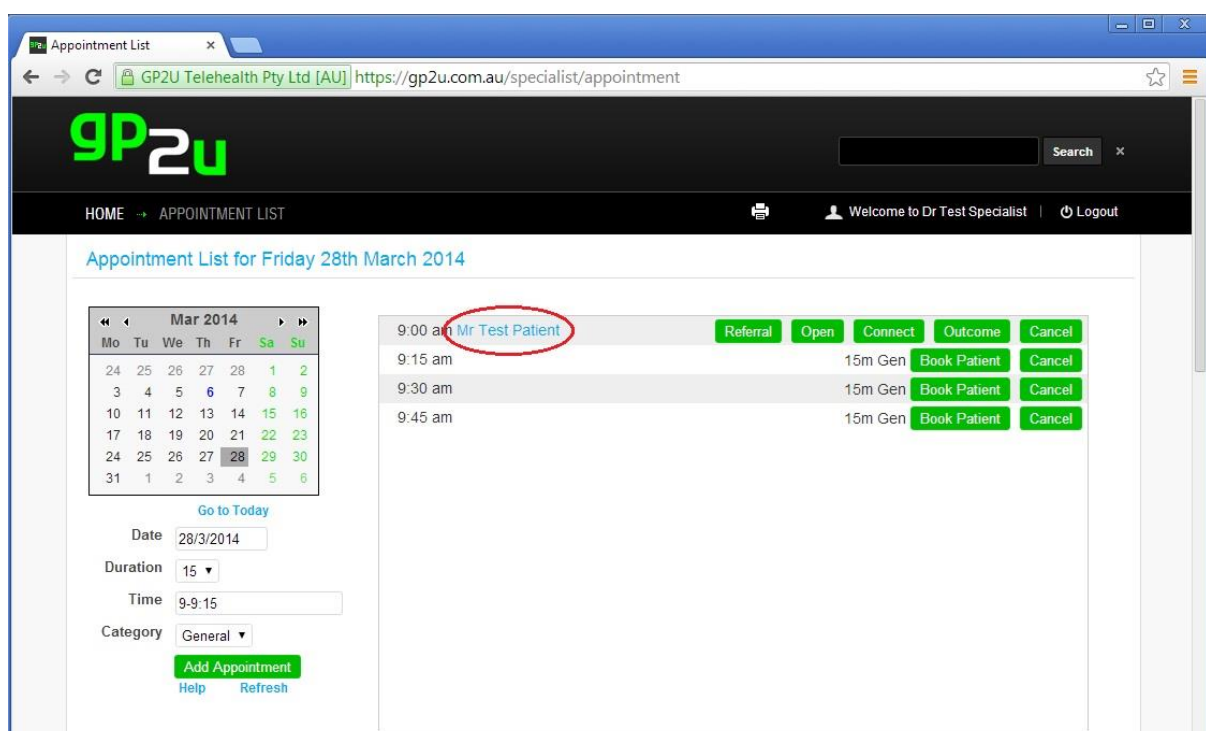 Appointment List
GP2U Telehealth Pty Ltd [AU] https://gp2u.com.au/specialist/appointment
gP2u
Search
HOME APPOINTMENT LIST
Welcome to Dr Test Specialist | Logout
Appointment List for Friday 28th March 2014
Mar 2014
Mo Tu We Th Fr Sa Su
24 25 26 27 28 1 2
3 4 5 6 7 8 9
10 11 12 13 14 15 16
17 18 19 20 21 22 23
24 25 26 27 28 29 30
31 1 2 3 4 5 6
Go to Today
Date 28/3/2014
Duration 15
Time 9-9:15
Category General
Add Appointment
Help Refresh
9:00 am Mr Test Patient Referral Open Connect Outcome Cancel
9:15 am 15m Gen Book Patient Cancel
9:30 am 15m Gen Book Patient Cancel
9:45 am 15m Gen Book Patient Cancel